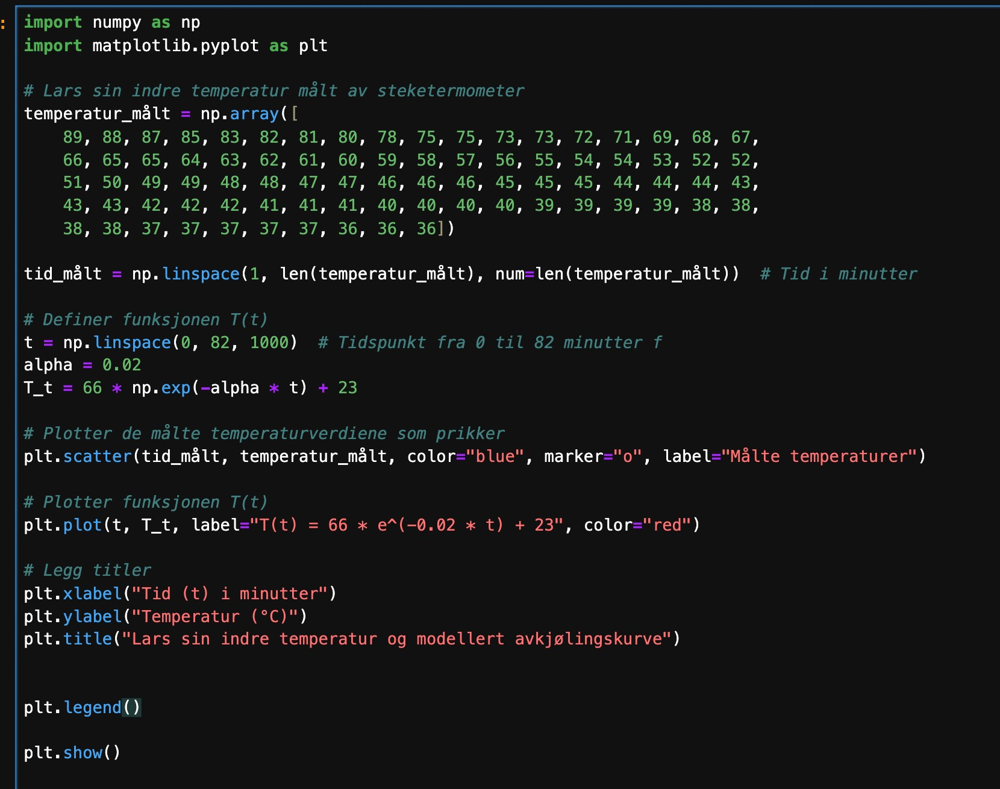 :
import numpy as np
import matplotlib.pyplot as plt
# Lars sin indre temperatur målt av steketermometer
temperatur_målt = np.array([
    89, 88, 87, 85, 83, 82, 81, 80, 78, 75, 75, 73, 73, 72, 71, 69, 68, 67,
    66, 65, 65, 64, 63, 62, 61, 60, 59, 58, 57, 56, 55, 54, 54, 53, 52, 52,
    51, 50, 49, 49, 48, 48, 47, 47, 46, 46, 46, 45, 45, 45, 44, 44, 44, 43,
    43, 43, 42, 42, 42, 41, 41, 41, 40, 40, 40, 40, 39, 39, 39, 39, 38, 38,
    38, 38, 37, 37, 37, 37, 37, 36, 36, 36])
tid_målt = np.linspace(1, len(temperatur_målt), num=len(temperatur_målt))  # Tid i minutter
# Definer funksjonen T(t)
t = np.linspace(0, 82, 1000)  # Tidspunkt fra 0 til 82 minutter f
alpha = 0.02
T_t = 66 * np.exp(-alpha * t) + 23
# Plotter de målte temperaturverdiene som prikker
plt.scatter(tid_målt, temperatur_målt, color="blue", marker="o", label="Målte temperaturer")
# Plotter funksjonen T(t)
plt.plot(t, T_t, label="T(t) = 66 * e^(-0.02 * t) + 23", color="red")
# Legg titler
plt.xlabel("Tid (t) i minutter")
plt.ylabel("Temperatur (°C)")
plt.title("Lars sin indre temperatur og modellert avkjølingskurve")
plt.legend()
plt.show()